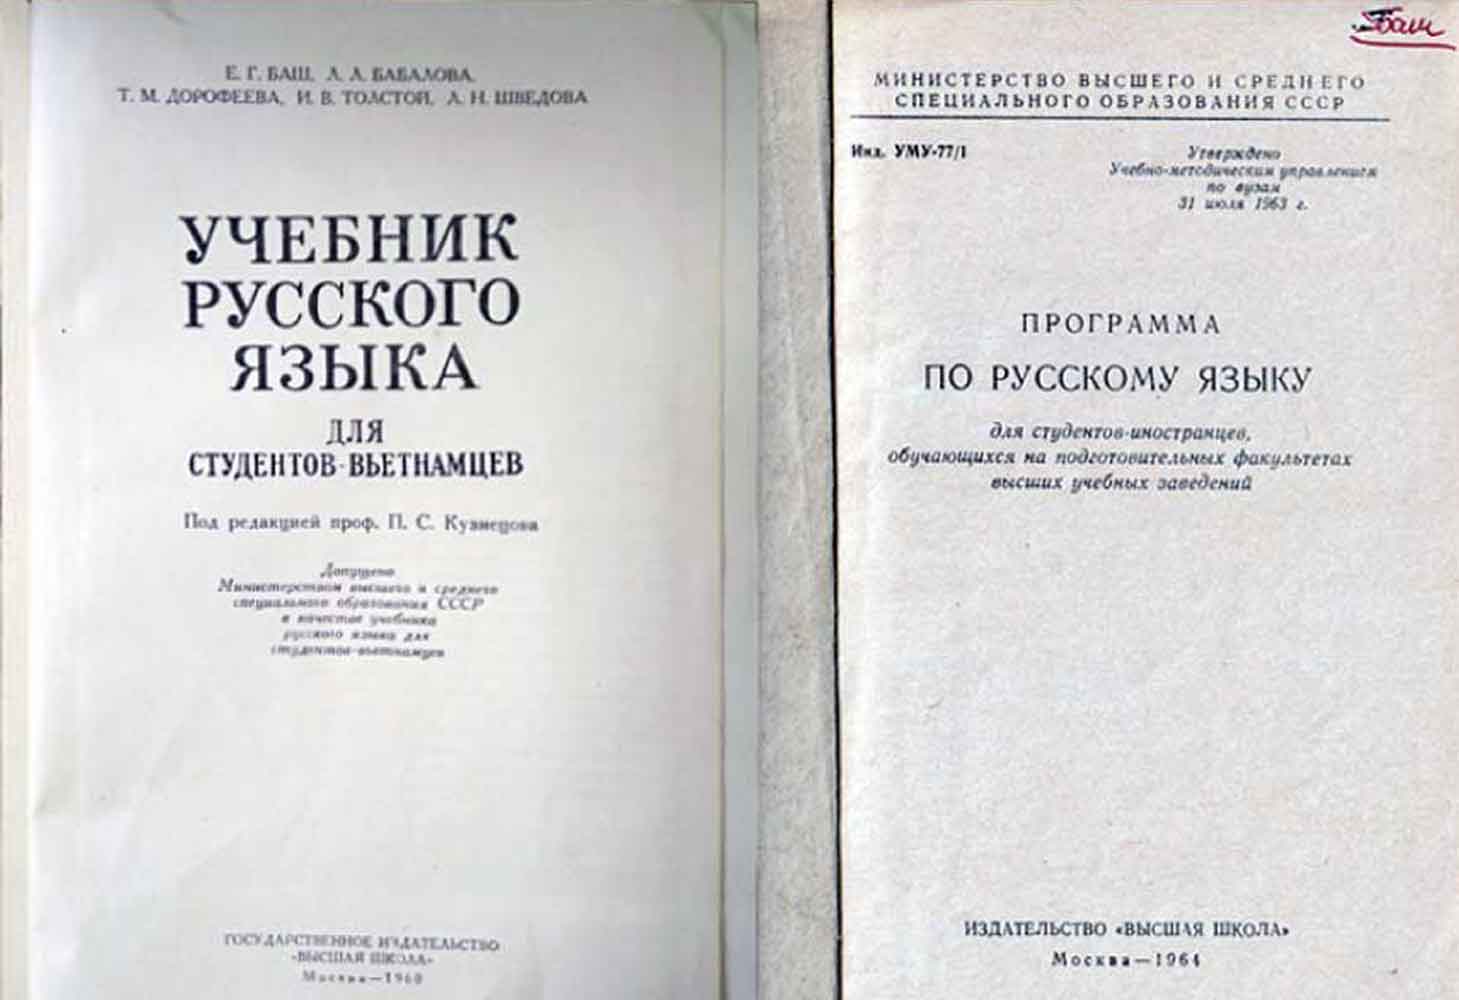 Е. Г. БАШ, Л. А. БАБАЛОВА,
Т. М. ДОРОФЕЕВА, И. В. ТОЛСТОЙ, А. Н. ШВЕДОВА
УЧЕБНИК
РУССКОГО
ЯЗЫКА
ДЛЯ
СТУДЕНТОВ-ВЬЕТНАМЦЕВ
Под редакцией проф. П. С. Кузнецова
Допущено
Министерством высшего и среднего
специального образования СССР
в качестве учебника
русского языка для
студентов-вьетнамцев
ГОСУДАРСТВЕННОЕ ИЗДАТЕЛЬСТВО
«ВЫСШАЯ ШКОЛА»
Москва—1960
Баш
МИНИСТЕРСТВО ВЫСШЕГО И СРЕДНЕГО
СПЕЦИАЛЬНОГО ОБРАЗОВАНИЯ СССР
Инд. УМУ-77/1
Утверждено
Учебно-методическим управлением
по вузам
31 июля 1963 г.
ПРОГРАММА
ПО РУССКОМУ ЯЗЫКУ
для студентов-иностранцев,
обучающихся на подготовительных факультетах
высших учебных заведений
ИЗДАТЕЛЬСТВО «ВЫСШАЯ ШКОЛА»
Москва—1964